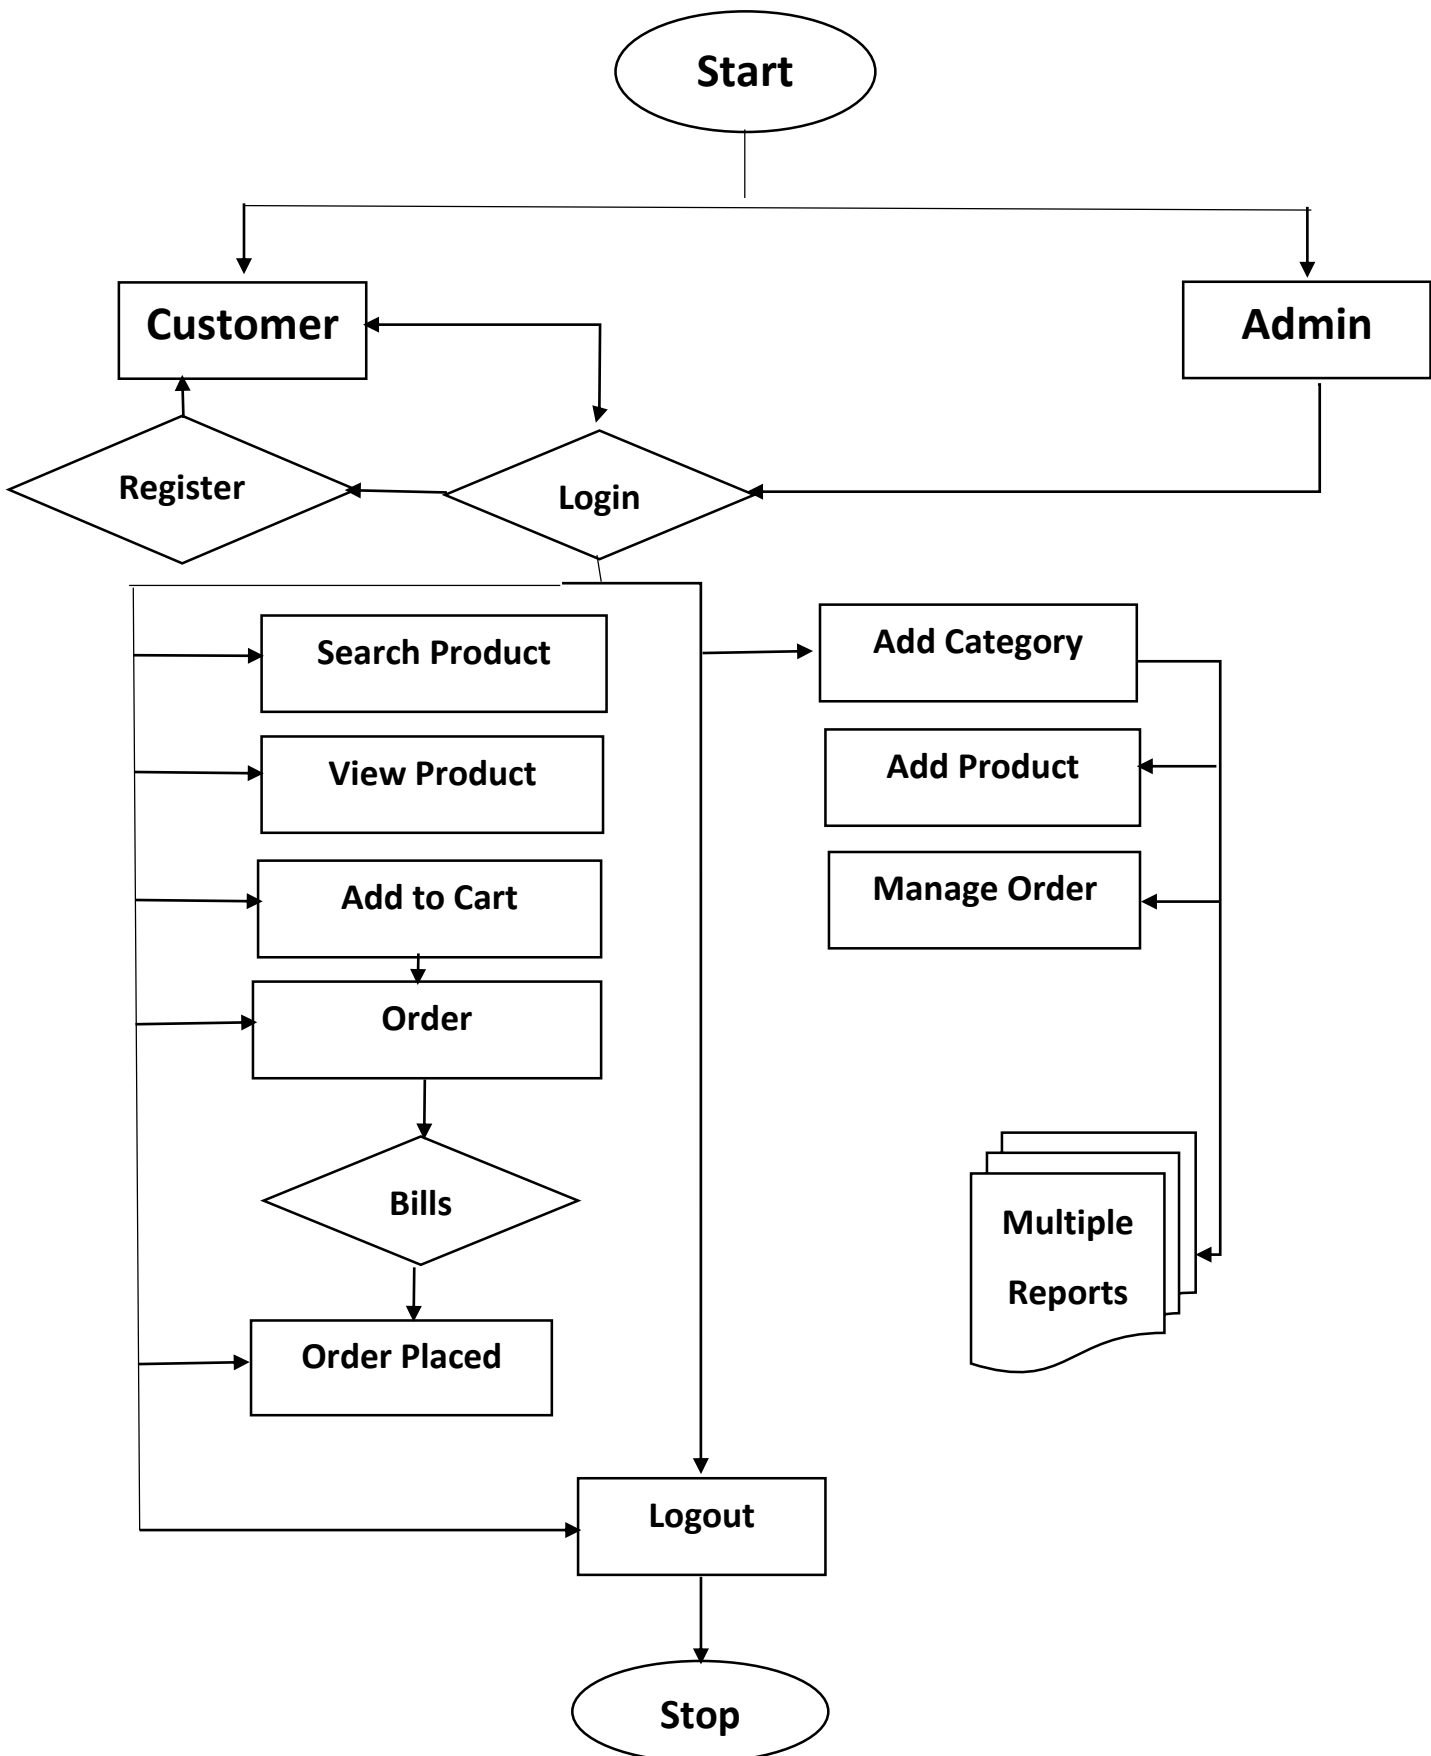 Start
Customer
Admin
Register
Login
Search Product
Add Category
View Product
Add Product
Add to Cart
Manage Order
Order
Bills
Multiple
Reports
Order Placed
Logout
Stop